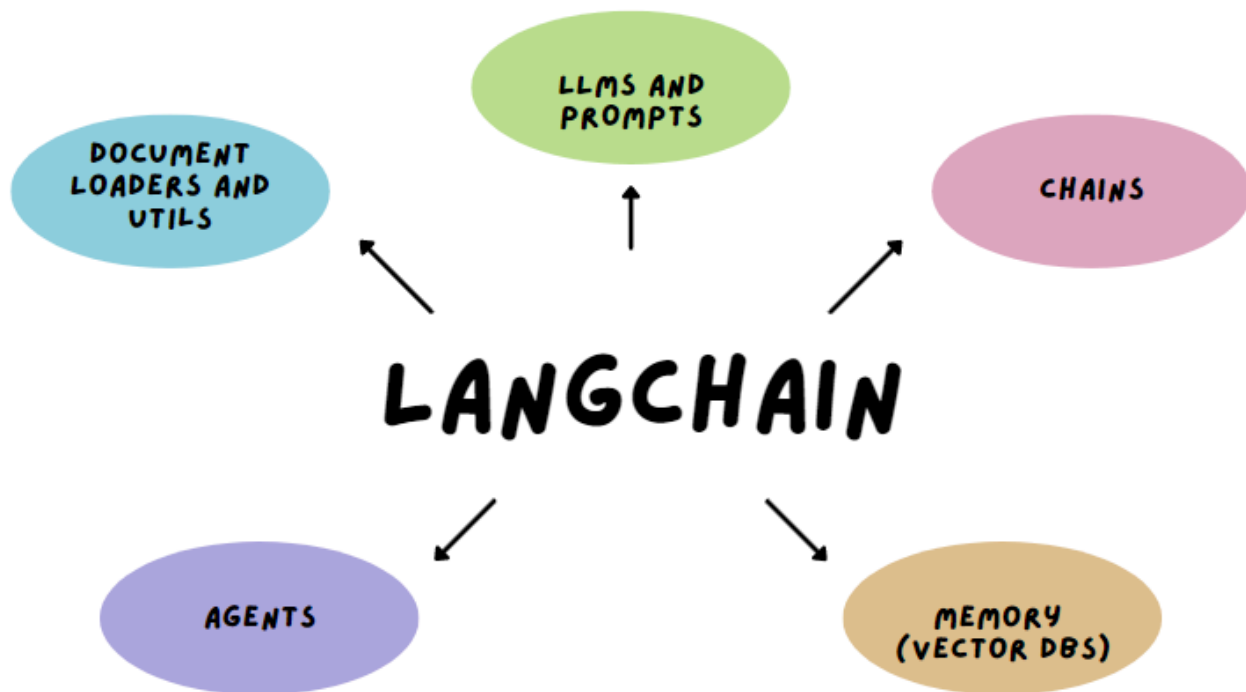 LLMS AND
PROMPTS
DOCUMENT
LOADERS AND
UTILS
CHAINS
LANGCHAIN
AGENTS
MEMORY
(VECTOR DBS)